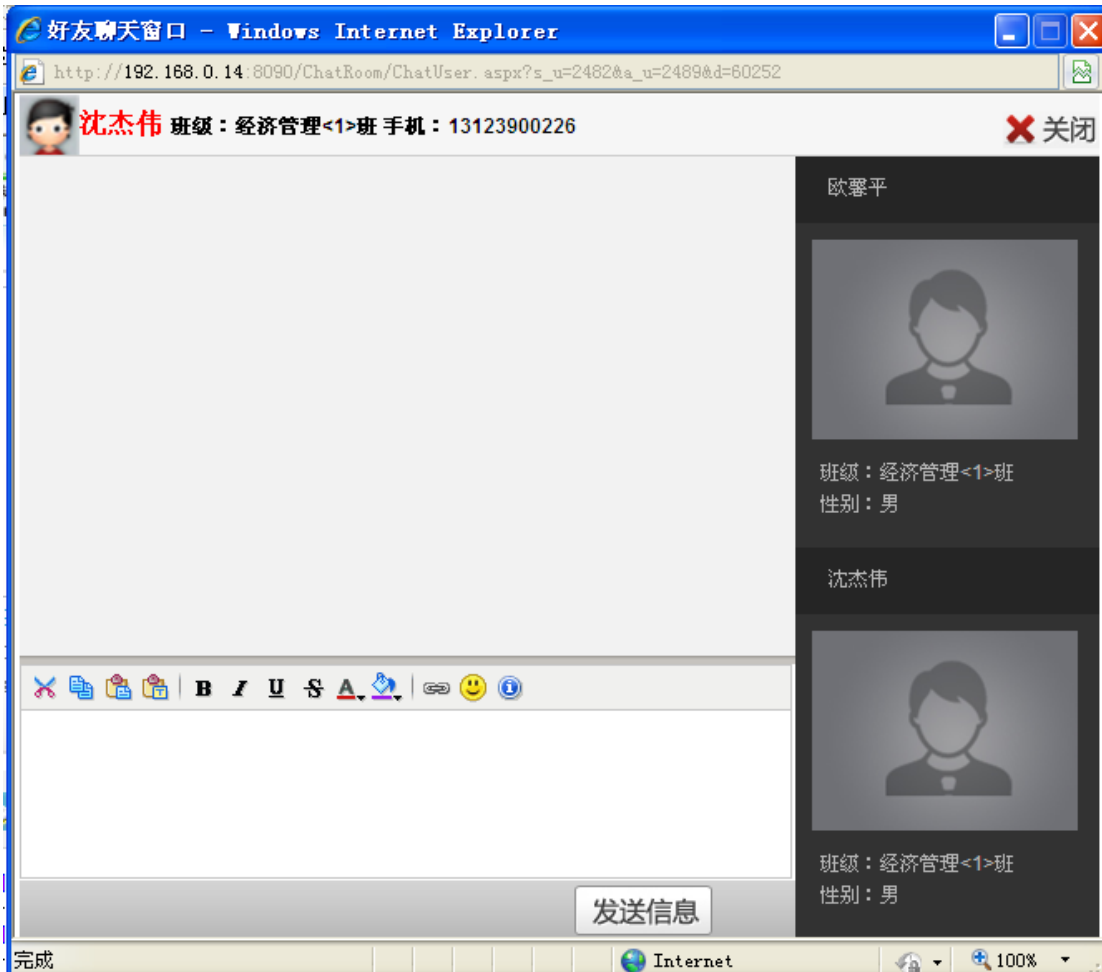 好友聊天窗口 - Windows Internet Explorer
http://192.168.0.14:8090/ChatRoom/ChatUser.aspx?s_u=2482&a_u=2489&d=60252
沈杰伟 班级：经济管理<1>班 手机：13123900226
关闭
欧馨平
班级：经济管理<1>班
性别：男
沈杰伟
班级：经济管理<1>班
性别：男
B I U S A
发送信息
完成 Internet 100%